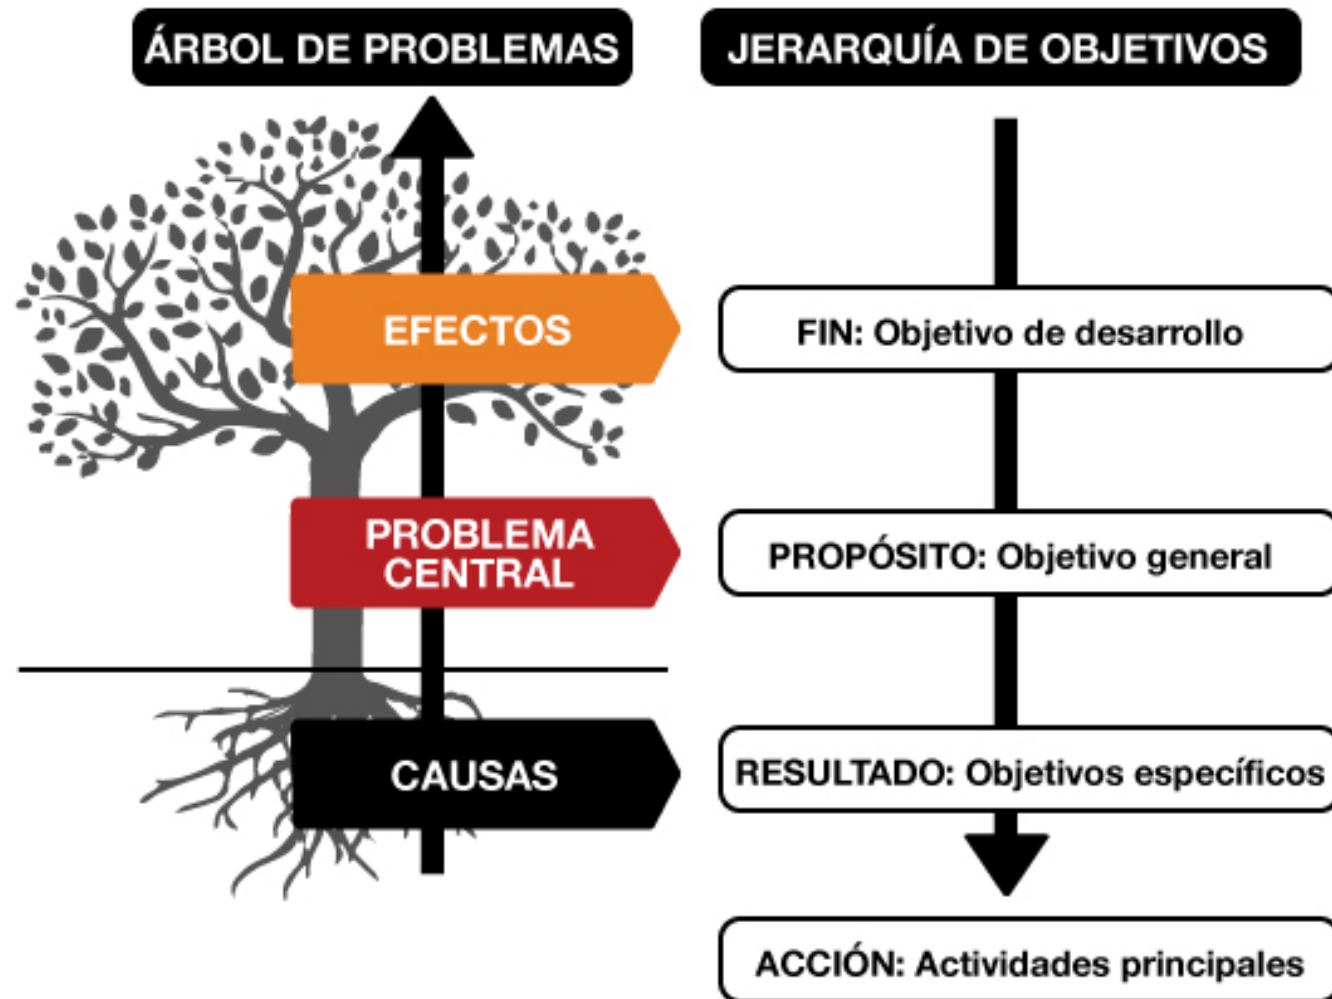 ÁRBOL DE PROBLEMAS
JERARQUÍA DE OBJETIVOS
EFECTOS
FIN: Objetivo de desarrollo
PROBLEMA
CENTRAL
PROPÓSITO: Objetivo general
CAUSAS
RESULTADO: Objetivos específicos
ACCIÓN: Actividades principales